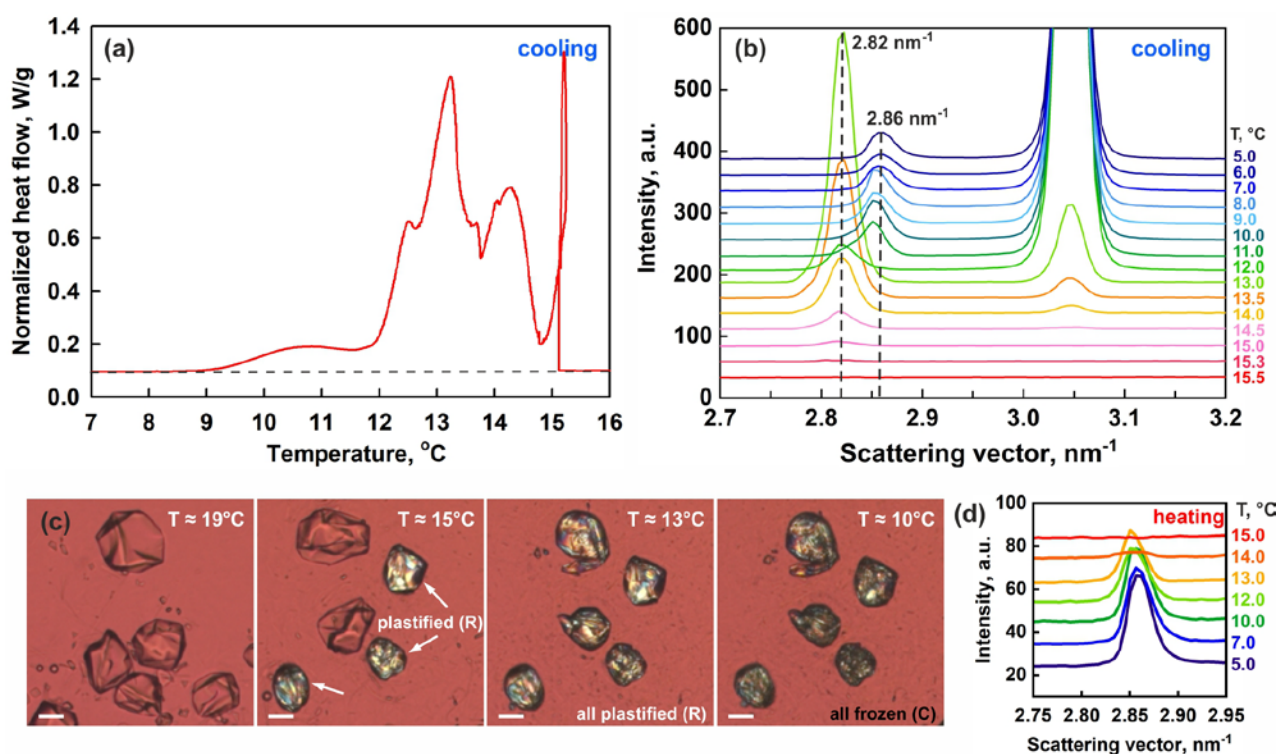 (a)
cooling
Normalized heat flow, W/g
1.4
1.2
1.0
0.8
0.6
0.4
0.2
0.0
7 8 9 10 11 12 13 14 15 16
Temperature, °C
(b)
cooling
2.82 nm⁻¹
2.86 nm⁻¹
Intensity, a.u.
600
500
400
300
200
100
0
2.7 2.8 2.9 3.0 3.1 3.2
Scattering vector, nm⁻¹
T, °C
5.0
6.0
7.0
8.0
9.0
10.0
11.0
12.0
13.0
13.5
14.0
14.5
15.0
15.3
15.5
(c)
T ≈ 19°C
T ≈ 15°C
plastified (R)
T ≈ 13°C
all plastified (R)
T ≈ 10°C
all frozen (C)
(d)
heating
Intensity, a.u.
100
80
60
40
20
2.75 2.80 2.85 2.90 2.95
Scattering vector, nm⁻¹
T, °C
15.0
14.0
13.0
12.0
10.0
7.0
5.0